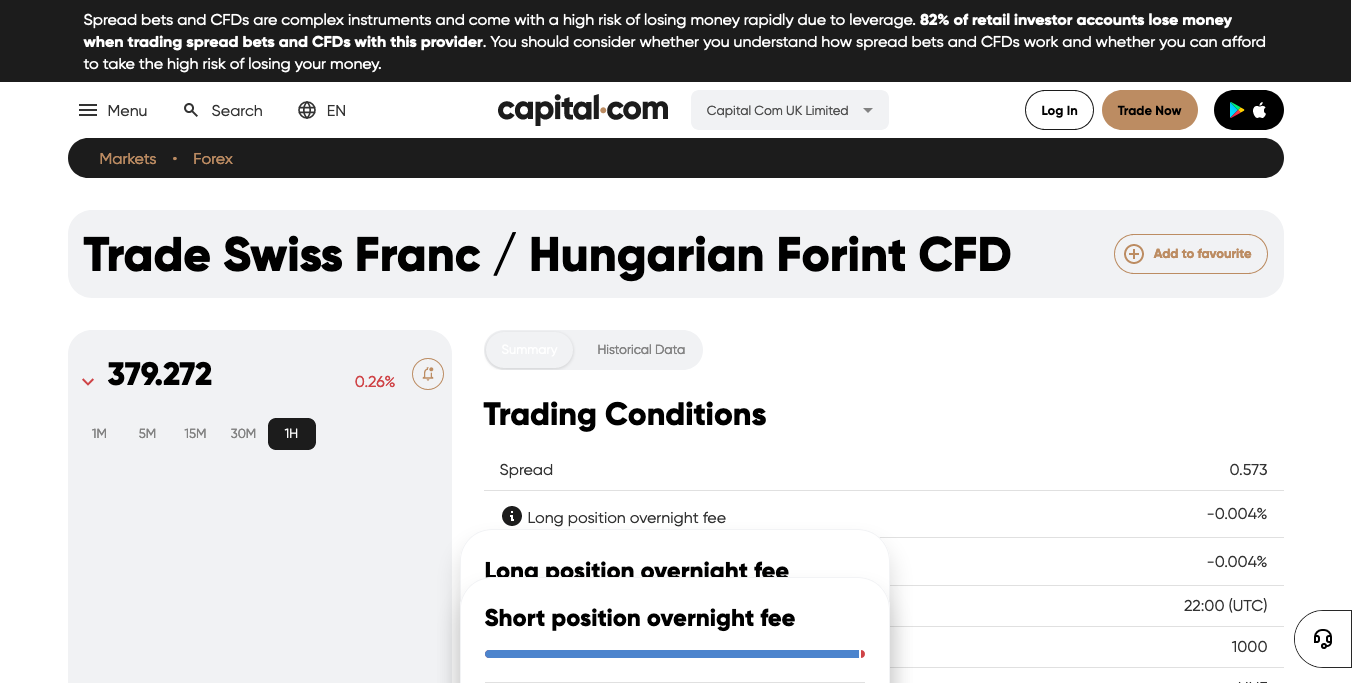 Spread bets and CFDs are complex instruments and come with a high risk of losing money rapidly due to leverage. 82% of retail investor accounts lose money
when trading spread bets and CFDs with this provider. You should consider whether you understand how spread bets and CFDs work and whether you can afford
to take the high risk of losing your money.
Menu Search EN capital.com Capital Com UK Limited Log In Trade Now
Markets • Forex
Trade Swiss Franc / Hungarian Forint CFD Add to favourite
379.272 0.26%
1M 5M 15M 30M 1H
Summary Historical Data
Trading Conditions
Spread 0.573
Long position overnight fee -0.004%
-0.004%
22:00 (UTC)
1000
Long position overnight fee
Short position overnight fee